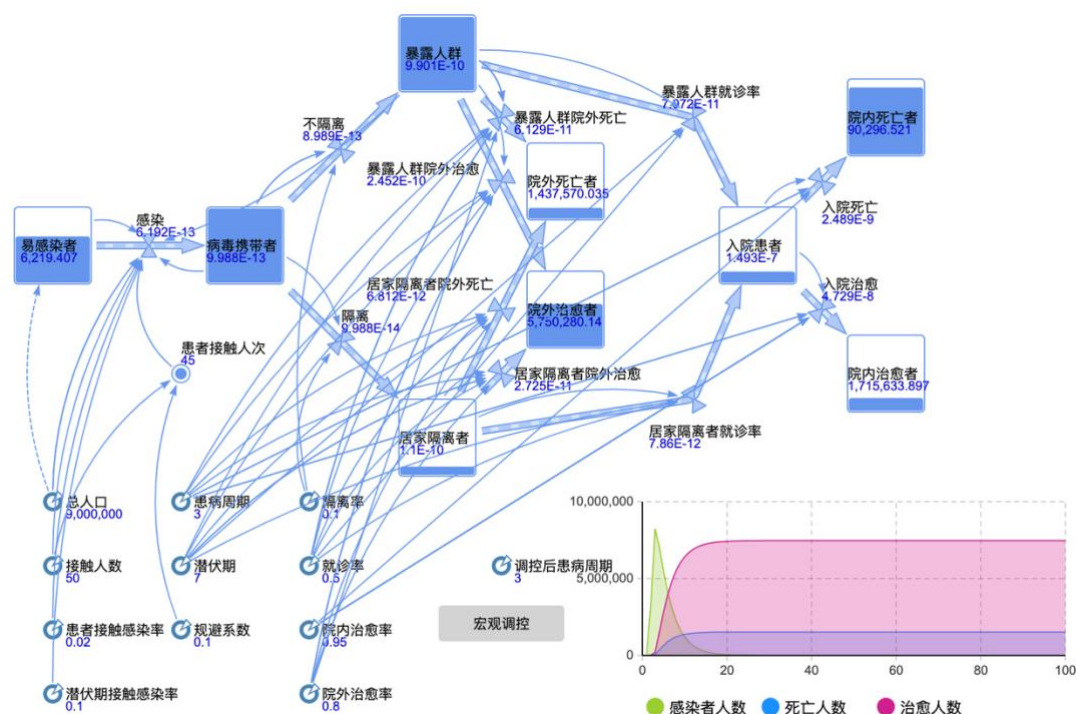 暴露人群
9.901E-10
暴露人群就诊率
7.972E-11
院内死亡者
90,296.521
不隔离
8.989E-13
暴露人群院外死亡
6.129E-11
暴露人群院外治愈
2.452E-10
院外死亡者
1,437,570.035
入院死亡
2.489E-9
感染
6.192E-13
易感染者
6,219.407
病毒携带者
9.988E-13
入院患者
1.493E-7
居家隔离者院外死亡
6.812E-12
入院治愈
4.729E-8
隔离
9.988E-14
院外治愈者
5,750,280.14
患者接触人次
45
居家隔离者院外治愈
2.725E-11
院内治愈者
1,715,633.897
居家隔离者
1.1E-10
居家隔离者就诊率
7.86E-12
总人口
9,000,000
患病周期
3
隔离率
0.1
接触人数
50
潜伏期
7
就诊率
0.5
调控后患病周期
3
患者接触感染率
0.02
规避系数
0.1
院内治愈率
0.95
宏观调控
潜伏期接触感染率
0.1
院外治愈率
0.8
10,000,000
5,000,000
0
0 20 40 60 80 100
感染者人数 死亡人数 治愈人数